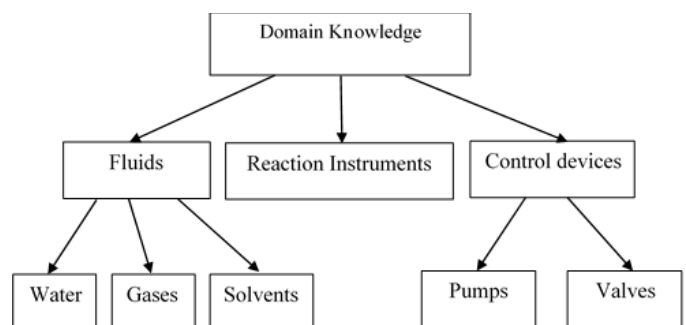 Domain Knowledge
Fluids
Reaction Instruments
Control devices
Water
Gases
Solvents
Pumps
Valves